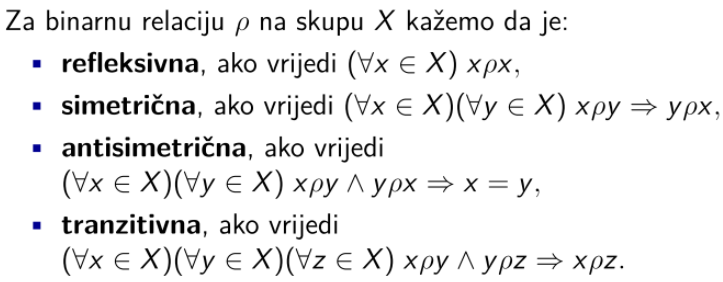 Za binarnu relaciju ρ na skupu X kažemo da je:
▪ refleksivna, ako vrijedi (∀x ∈ X) xρx,
▪ simetrična, ako vrijedi (∀x ∈ X)(∀y ∈ X) xρy ⇒ yρx,
▪ antisimetrična, ako vrijedi
(∀x ∈ X)(∀y ∈ X) xρy ∧ yρx ⇒ x = y,
▪ tranzitivna, ako vrijedi
(∀x ∈ X)(∀y ∈ X)(∀z ∈ X) xρy ∧ yρz ⇒ xρz.